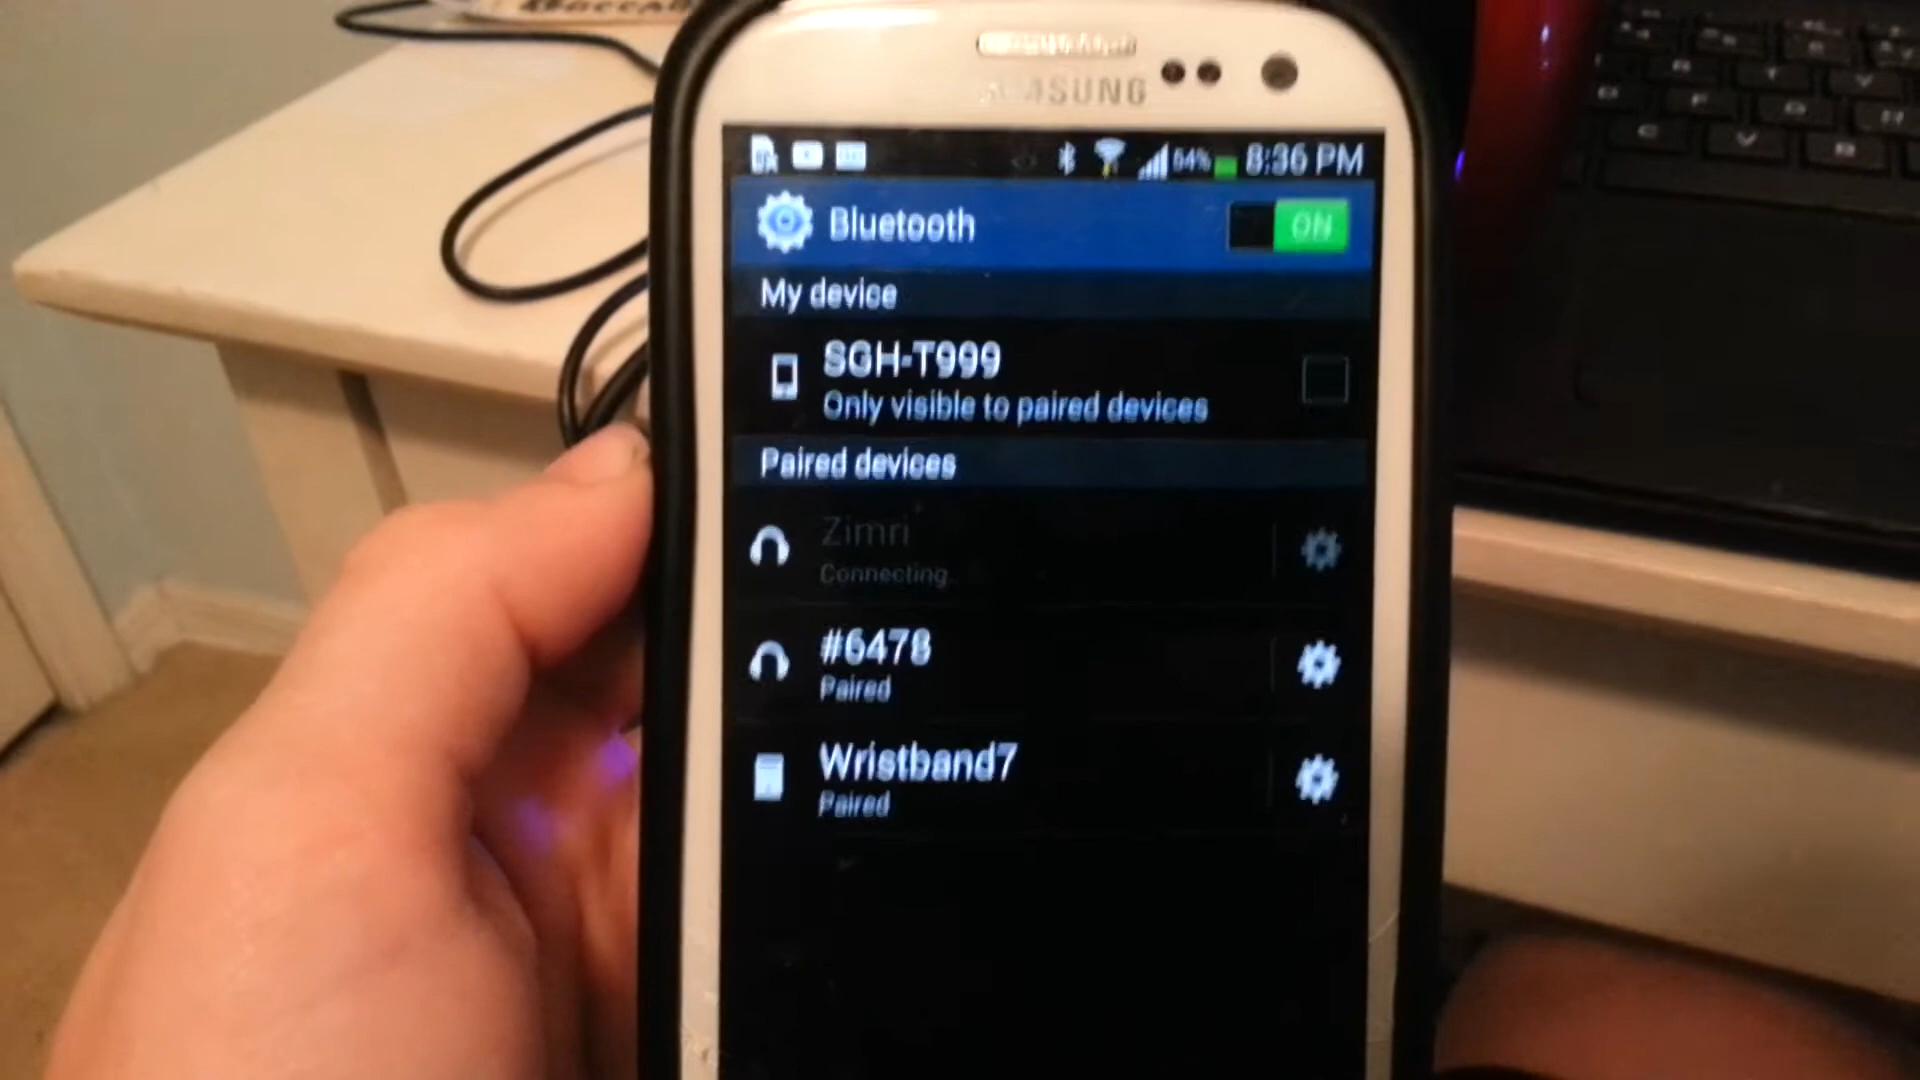 SAMSUNG
54% 8:36 PM
Bluetooth ON
My device
SGH-T999
Only visible to paired devices
Paired devices
Zimri
Connecting..
#6478
Paired
Wristband7
Paired